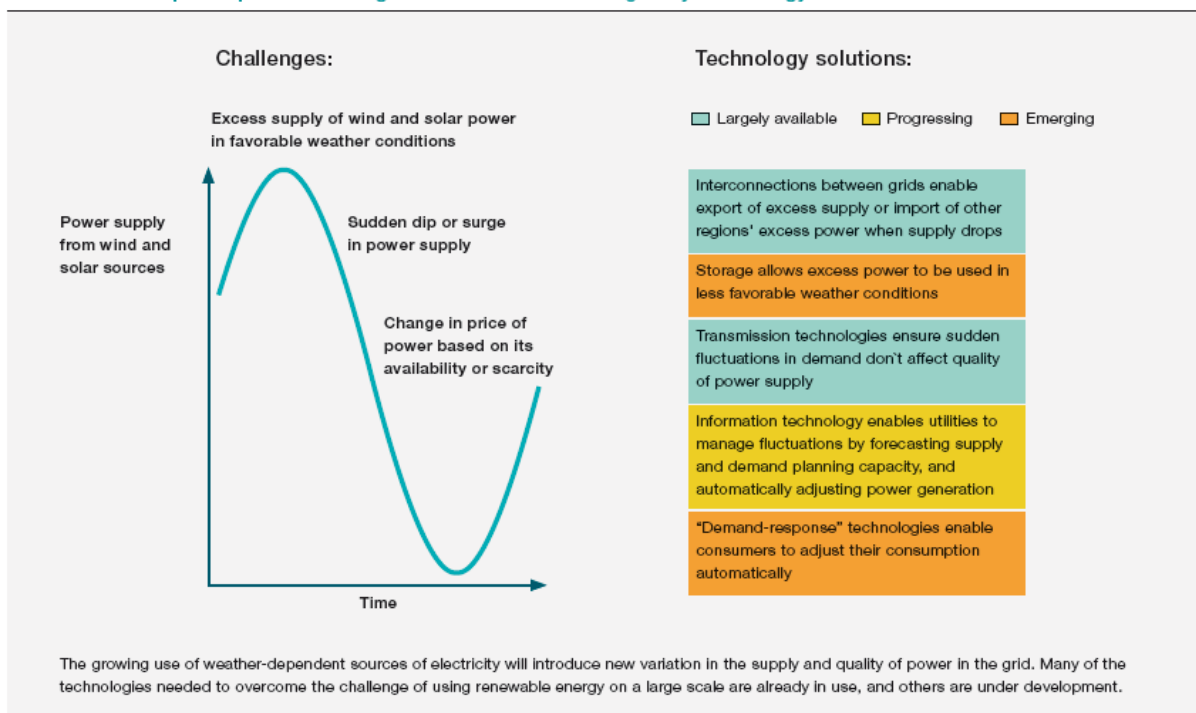 Challenges:
Excess supply of wind and solar power
in favorable weather conditions
Power supply
from wind and
solar sources
Sudden dip or surge
in power supply
Change in price of
power based on its
availability or scarcity
Time
Technology solutions:
Largely available
Progressing
Emerging
Interconnections between grids enable
export of excess supply or import of other
regions' excess power when supply drops
Storage allows excess power to be used in
less favorable weather conditions
Transmission technologies ensure sudden
fluctuations in demand don`t affect quality
of power supply
Information technology enables utilities to
manage fluctuations by forecasting supply
and demand planning capacity, and
automatically adjusting power generation
“Demand-response” technologies enable
consumers to adjust their consumption
automatically
The growing use of weather-dependent sources of electricity will introduce new variation in the supply and quality of power in the grid. Many of the
technologies needed to overcome the challenge of using renewable energy on a large scale are already in use, and others are under development.